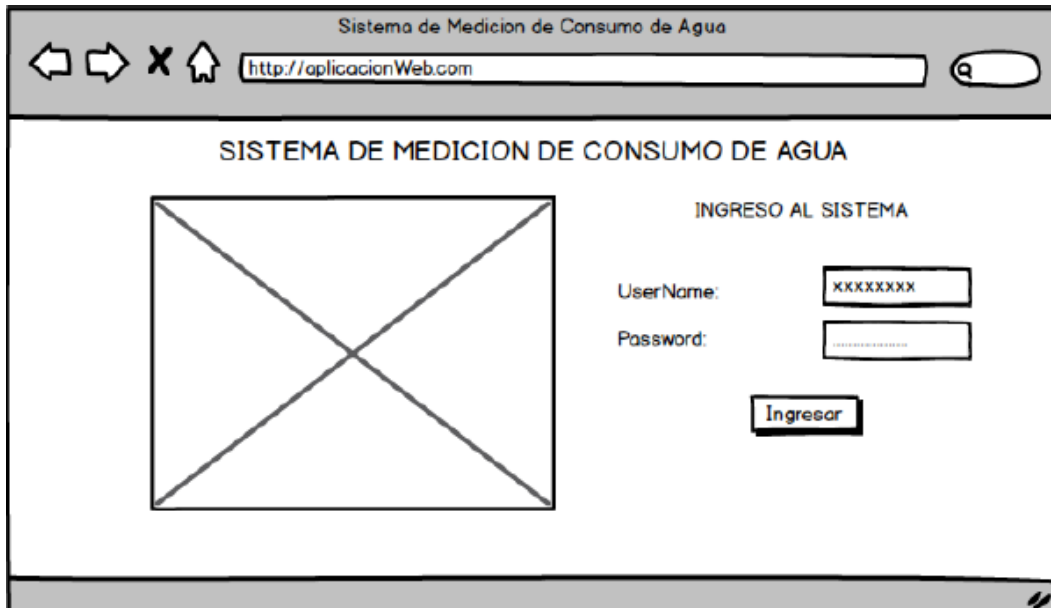 Sistema de Medicion de Consumo de Agua
http://aplicacionWeb.com
SISTEMA DE MEDICION DE CONSUMO DE AGUA
INGRESO AL SISTEMA
UserName:
xxxxxxxx
Password:
Ingresar